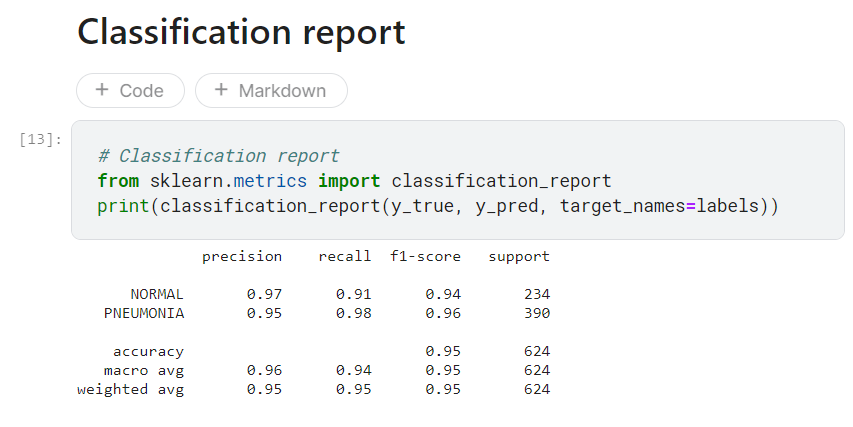 Classification report
+ Code + Markdown
[13]:
# Classification report
from sklearn.metrics import classification_report
print(classification_report(y_true, y_pred, target_names=labels))
precision recall f1-score support
NORMAL 0.97 0.91 0.94 234
PNEUMONIA 0.95 0.98 0.96 390
accuracy 0.95 624
macro avg 0.96 0.94 0.95 624
weighted avg 0.95 0.95 0.95 624